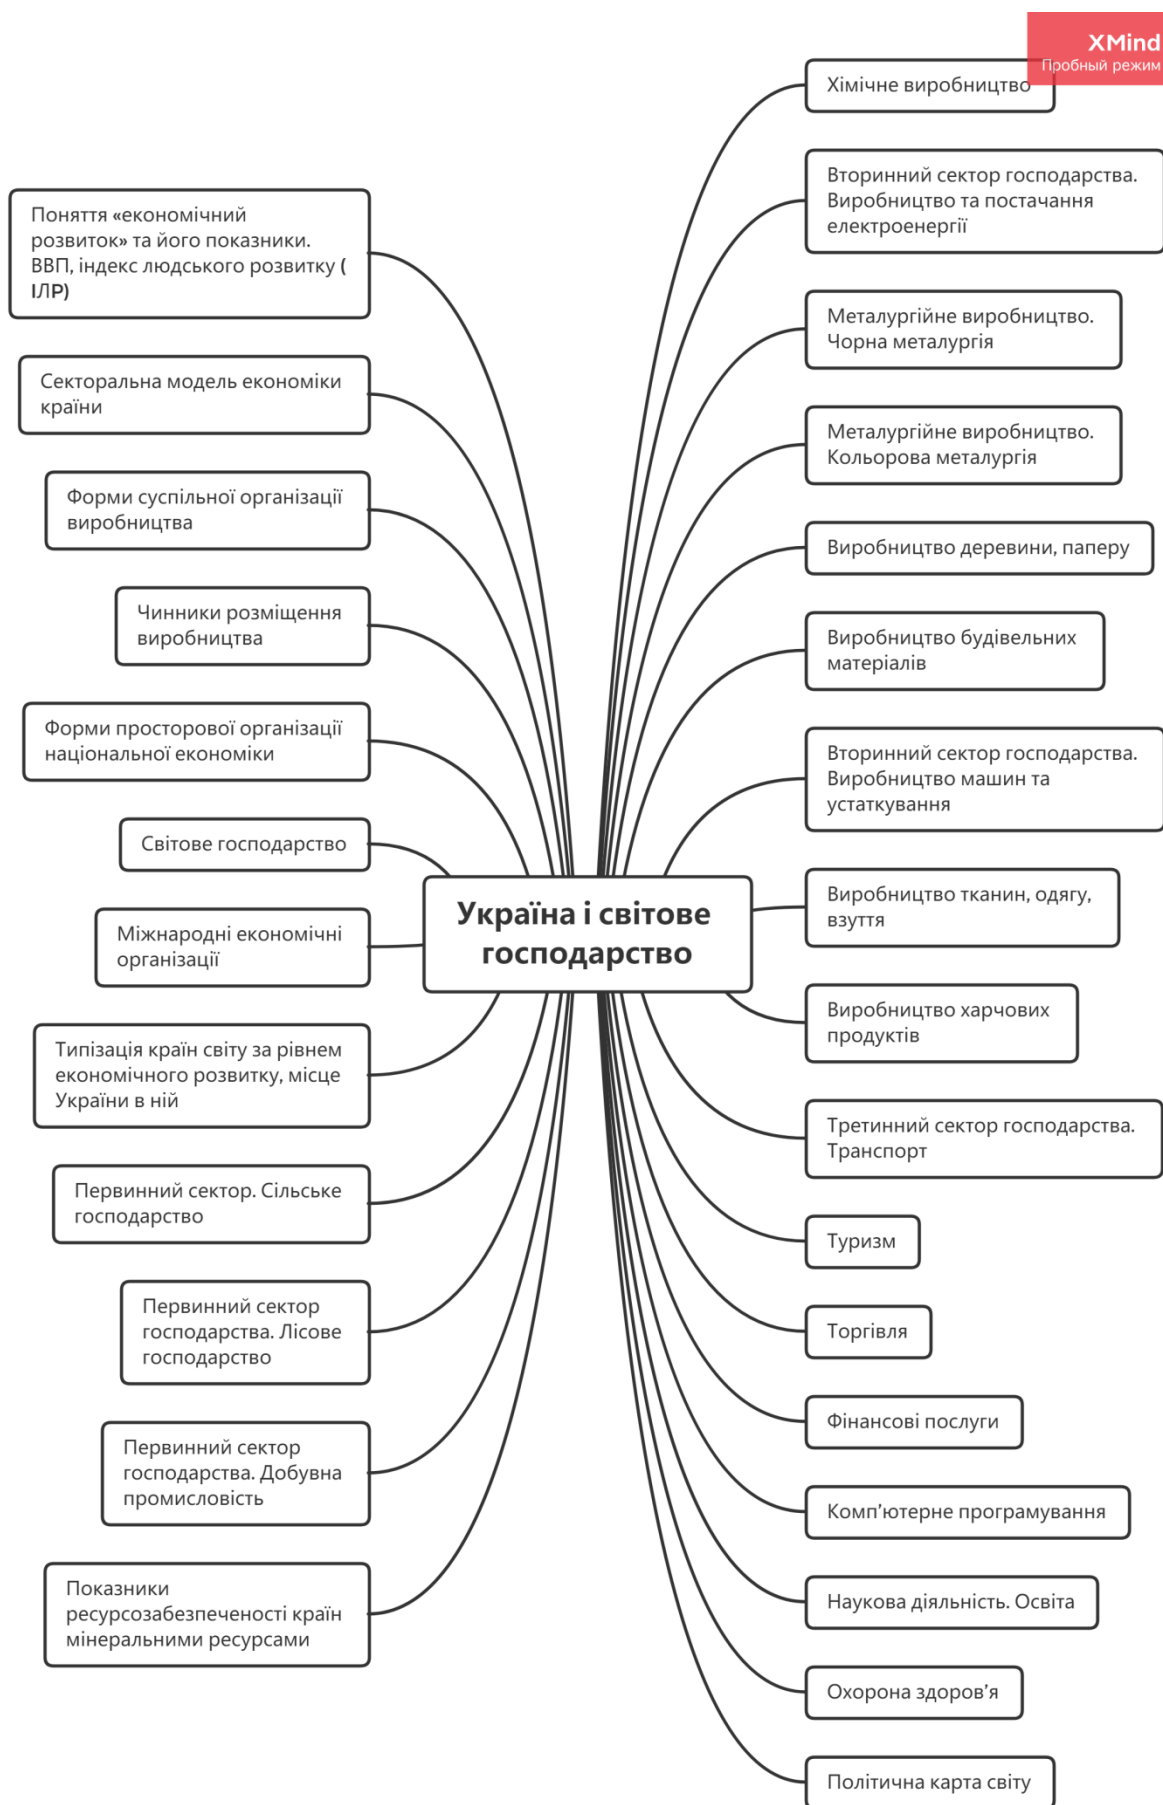 XMind
Пробный режим
Поняття «економічний
розвиток» та його показники.
ВВП, індекс людського розвитку (
ІЛР)
Секторальна модель економіки
країни
Форми суспільної організації
виробництва
Чинники розміщення
виробництва
Форми просторової організації
національної економіки
Світове господарство
Міжнародні економічні
організації
Типізація країн світу за рівнем
економічного розвитку, місце
України в ній
Первинний сектор. Сільське
господарство
Первинний сектор
господарства. Лісове
господарство
Первинний сектор
господарства. Добувна
промисловість
Показники
ресурсозабезпеченості країн
мінеральними ресурсами
Україна і світове
господарство
Хімічне виробництво
Вторинний сектор господарства.
Виробництво та постачання
електроенергії
Металургійне виробництво.
Чорна металургія
Металургійне виробництво.
Кольорова металургія
Виробництво деревини, паперу
Виробництво будівельних
матеріалів
Вторинний сектор господарства.
Виробництво машин та
устаткування
Виробництво тканин, одягу,
взуття
Виробництво харчових
продуктів
Третинний сектор господарства.
Транспорт
Туризм
Торгівля
Фінансові послуги
Комп'ютерне програмування
Наукова діяльність. Освіта
Охорона здоров'я
Політична карта світу